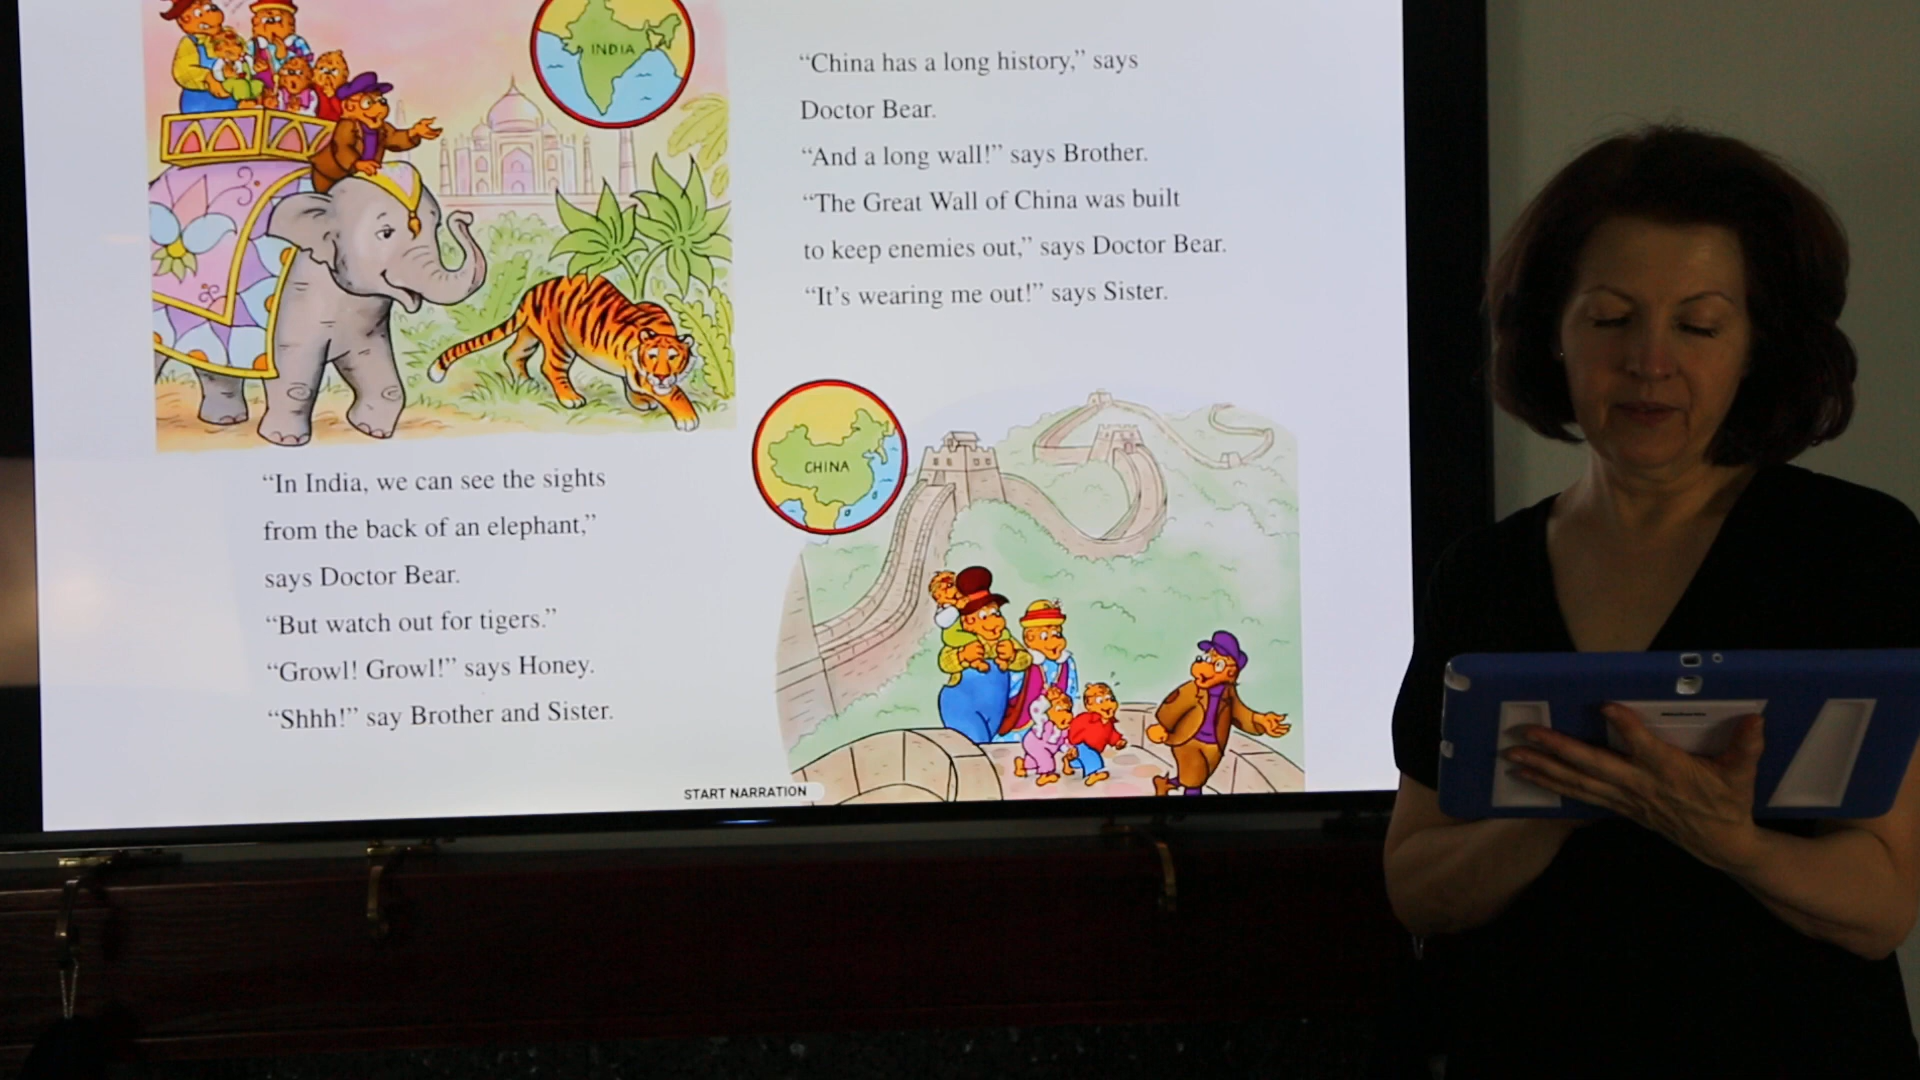 INDIA
“In India, we can see the sights
from the back of an elephant,”
says Doctor Bear.
“But watch out for tigers.”
“Growl! Growl!” says Honey.
“Shhh!” say Brother and Sister.
“China has a long history,” says
Doctor Bear.
“And a long wall!” says Brother.
“The Great Wall of China was built
to keep enemies out,” says Doctor Bear.
“It’s wearing me out!” says Sister.
CHINA
START NARRATION